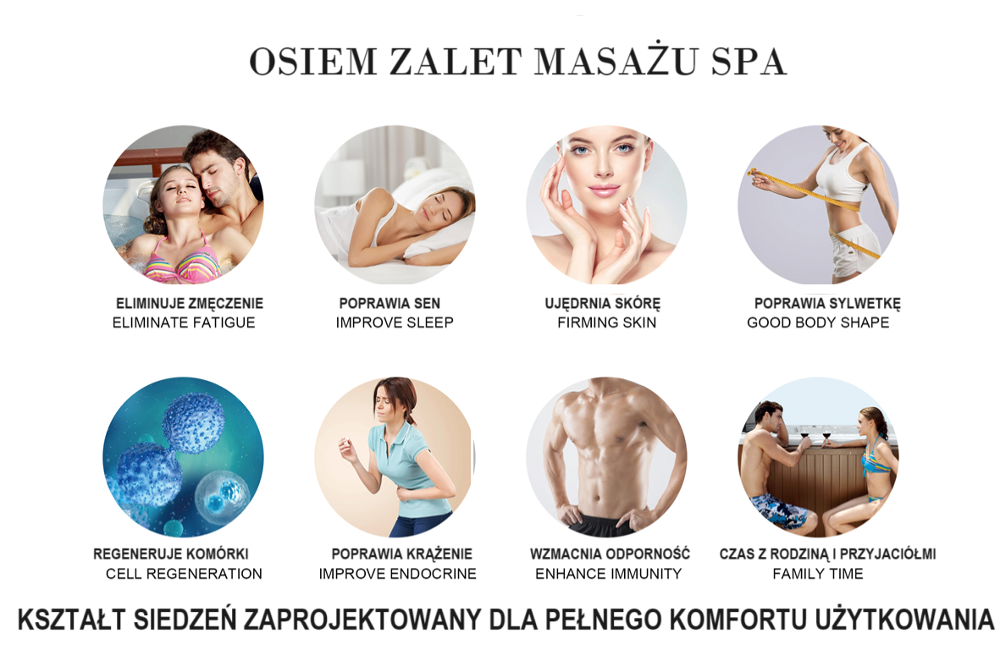 OSIEM ZALET MASAŻU SPA
ELIMINUJE ZMĘCZENIE
ELIMINATE FATIGUE
POPRAWIA SEN
IMPROVE SLEEP
UJĘDRNIA SKÓRĘ
FIRMING SKIN
POPRAWIA SYLWETKĘ
GOOD BODY SHAPE
REGENERUJE KOMÓRKI
CELL REGENERATION
POPRAWIA KRĄŻENIE
IMPROVE ENDOCRINE
WZMACNIA ODPORNOŚĆ
ENHANCE IMMUNITY
CZAS Z RODZINĄ I PRZYJACIÓŁMI
FAMILY TIME
KSZTAŁT SIEDZEŃ ZAPROJEKTOWANY DLA PEŁNEGO KOMFORTU UŻYTKOWANIA